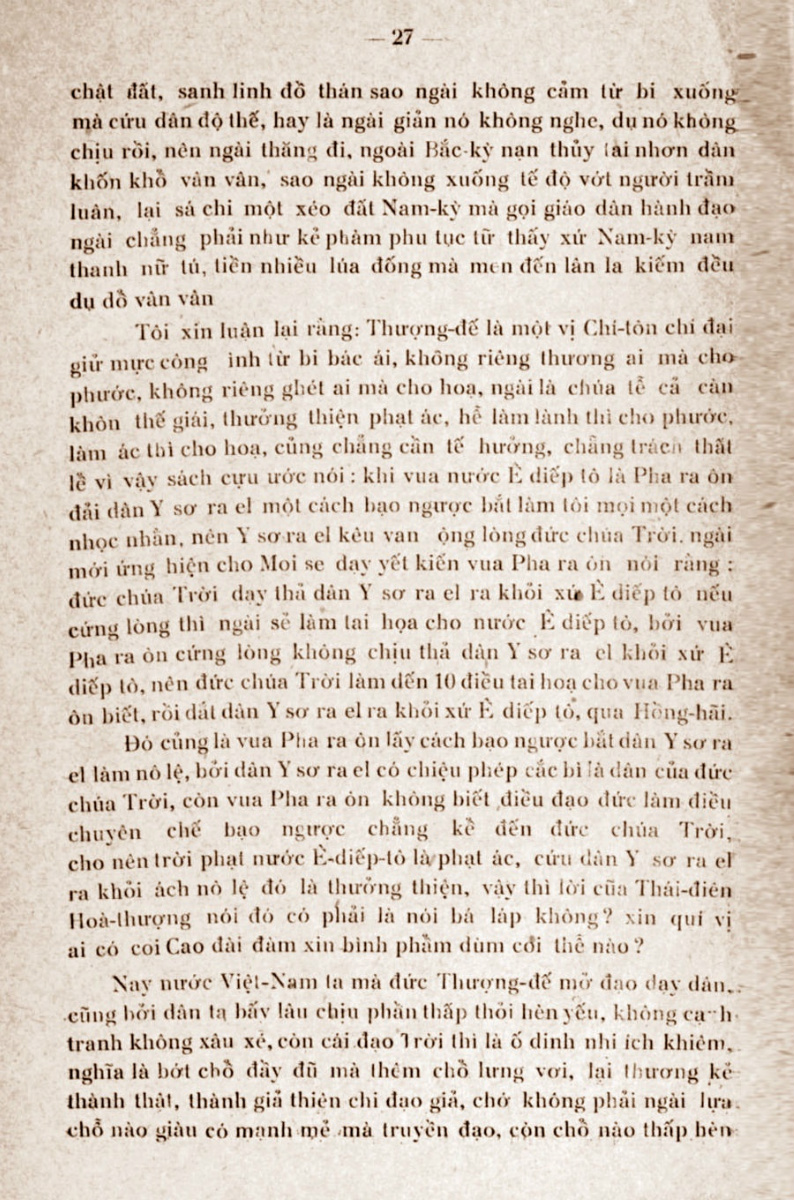 — 27 —
chật đất, sanh linh đồ thán sao ngài không cảm từ bi xuống
mà cứu dân độ thế, hay là ngài giận nó không nghe, dụ nó không
chịu rồi, nên ngài thăng đi, ngoài Bắc-kỳ nạn thủy tai nhơn dân
khốn khổ vân vân, sao ngài không xuống tế độ vớt người trầm
luân, lại sá chi một xẻo đất Nam-kỳ mà gọi giáo dân hành đạo
ngài chẳng phải như kẻ phàm phu tục tữ thấy xứ Nam-kỳ nam
thanh nữ tú, tiền nhiều lúa đống mà men đến lân la kiếm đều
dụ dỗ vân vân
Tôi xin luận lại rằng: Thượng-đế là một vị Chí-tôn chí đại
giử mực công ình từ bi bác ái, không riêng thương ai mà cho
phước, không riêng ghét ai mà cho hoạ, ngài là chúa tể cả càn
khôn thế giái, thưởng thiện phạt ác, hể làm lành thì cho phước,
làm ác thì cho hoạ, củng chẳng cần tế hưởng, chẳng trách thất
lể vì vậy sách cựu ước nói : khi vua nước È diếp tô là Pha ra ôn
đải dân Y sơ ra el một cách bạo ngược bắt làm tôi mọi một cách
nhọc nhằn, nên Y sơ ra el kêu van ộng lòng đức chúa Trời. ngài
mới ứng hiện cho Moi se dạy yết kiến vua Pha ra ôn nói rằng :
đức chúa Trời dạy thả dân Y sơ ra el ra khỏi xứ È diếp tô nếu
cứng lòng thì ngài sẻ làm tai họa cho nước È diếp tô, bởi vua
Pha ra ôn cứng lòng không chịu thả dân Y sơ ra el khỏi xứ È
diếp tô, nên đức chúa Trời làm đến 10 điều tai hoạ cho vua Pha ra
ôn biết, rồi dắt dân Y sơ ra el ra khỏi xứ È diếp tô, qua Hồng-hãi.
Đó củng là vua Pha ra ôn lấy cách bạo ngược bắt dân Y sơ ra
el làm nô lệ, bởi dân Y sơ ra el có chiệu phép cắc bì là dân của đức
chúa Trời, còn vua Pha ra ôn không biết điều đạo đức làm điều
chuyên chế bạo ngược chẳng kể đến đức chúa Trời,
cho nên trời phạt nước È-diếp-tô là phạt ác, cứu dân Y sơ ra el
ra khỏi ách nô lệ đó là thưởng thiện, vậy thì lời cũa Thái-điên
Hoà-thượng nói đó có phải là nói bá láp không? xin quí vị
ai có coi Cao đài đàm xin bình phẩm dùm coi thể nào ?
Nay nước Việt-Nam ta mà đức Thượng-đế mở đạo dạy dân,
cũng bởi dân ta bấy lâu chịu phần thấp thỏi hèn yếu, không cạnh
tranh không xâu xé, còn cái đạo Trời thì là ố dinh nhi ích khiêm,
nghĩa là bớt chỗ đầy đũ mà thêm chỗ lưng vơi, lại thương kẻ
thành thật, thành giả thiên chi đạo giả, chớ không phải ngài lựa
chỗ nào giàu có mạnh mẻ mà truyền đạo, còn chỗ nào thấp hèn